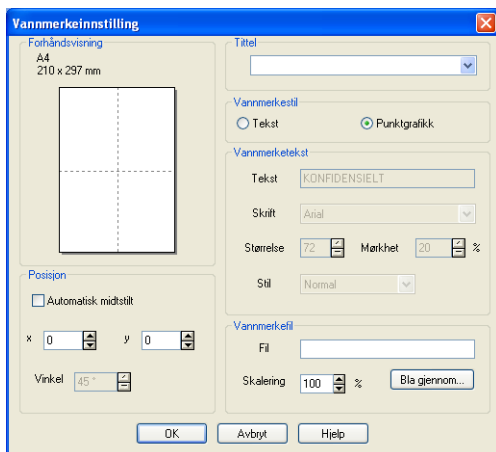 Vannmerkeinnstilling
Forhåndsvisning
A4
210 x 297 mm
Posisjon
Automatisk midtstilt
x 0 y 0
Vinkel 45 °
Tittel
Vannmerkestil
Tekst Punktgrafikk
Vannmerketekst
Tekst KONFIDENSIELT
Skrift Arial
Størrelse 72 Mørkhet 20 %
Stil Normal
Vannmerkefil
Fil
Skalering 100 % Bla gjennom...
OK Avbryt Hjelp